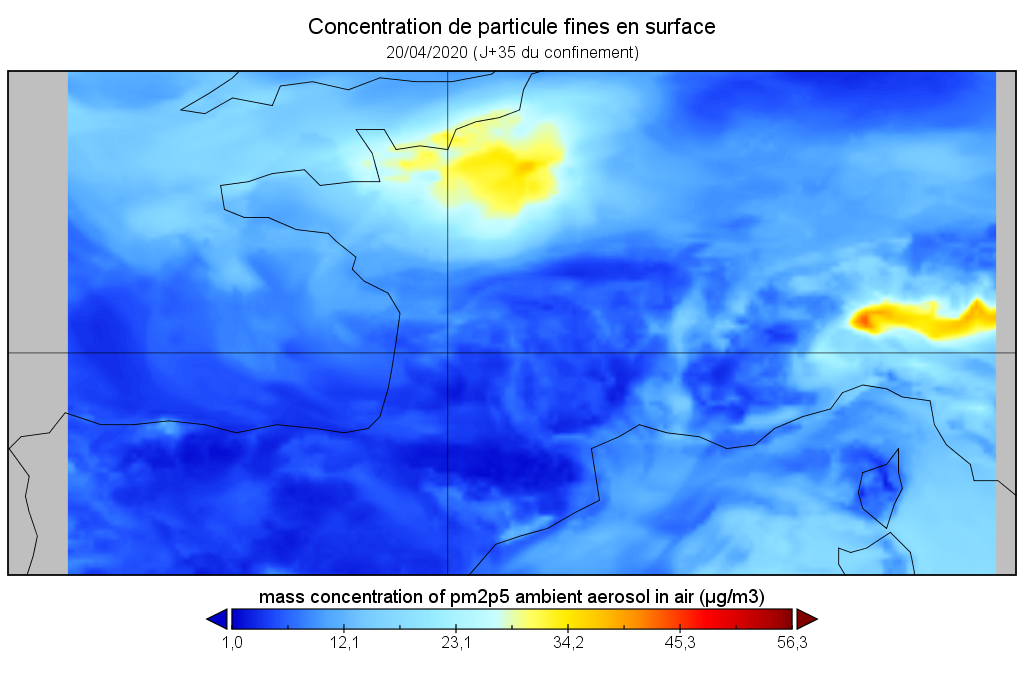 Concentration de particule fines en surface
20/04/2020 (J+35 du confinement)
mass concentration of pm2p5 ambient aerosol in air (µg/m3)
1,0 12,1 23,1 34,2 45,3 56,3